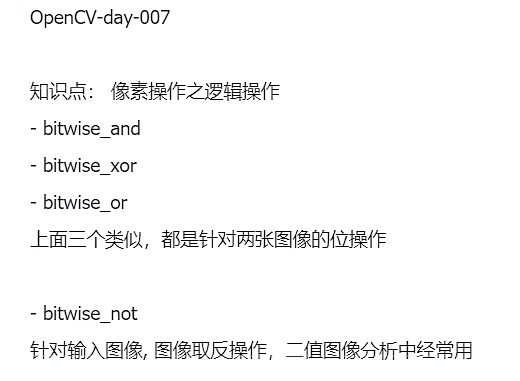 OpenCV-day-007
知识点： 像素操作之逻辑操作
- bitwise_and
- bitwise_xor
- bitwise_or
上面三个类似，都是针对两张图像的位操作
- bitwise_not
针对输入图像, 图像取反操作，二值图像分析中经常用